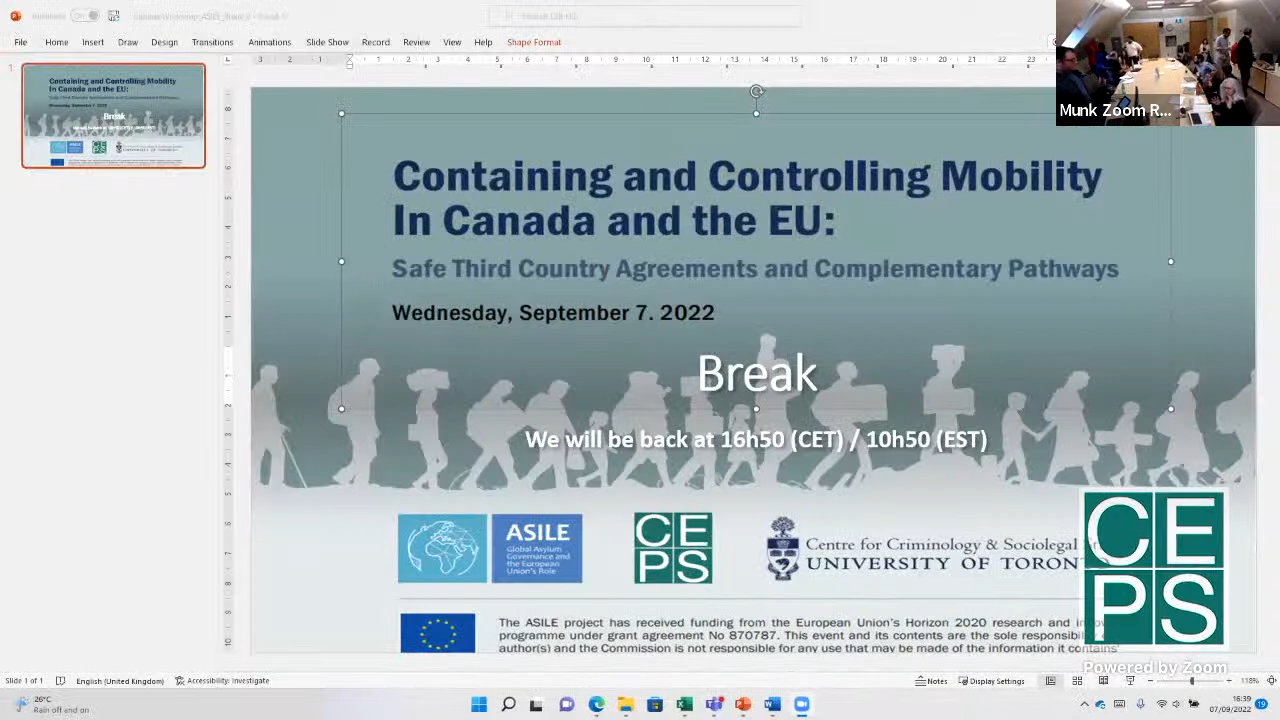 File Home Insert Draw Design Transitions Animations Slide Show Record Review View Help Shape Format
Munk Zoom R...
1
Containing and Controlling Mobility
In Canada and the EU:
Safe Third Country Agreements and Complementary Pathways
Wednesday, September 7. 2022
Break
We will be back at 16h50 (CET) / 10h50 (EST)
ASILE
Global Asylum
Governance and
the European
Union's Role
CE
PS
Centre for Criminology & Sociolegal
UNIVERSITY OF TORONTO
CE
PS
The ASILE project has received funding from the European Union's Horizon 2020 research and
programme under grant agreement No 870787. This event and its contents are the sole
author(s) and the Commission is not responsible for any use that may be made of the information it contains
Powered by Zoom
Slide 1 of 1 English (United Kingdom) Accessibility: Investigate Notes Display Settings 118%
26°C
Rain off and on
16:39
07/09/2022
19